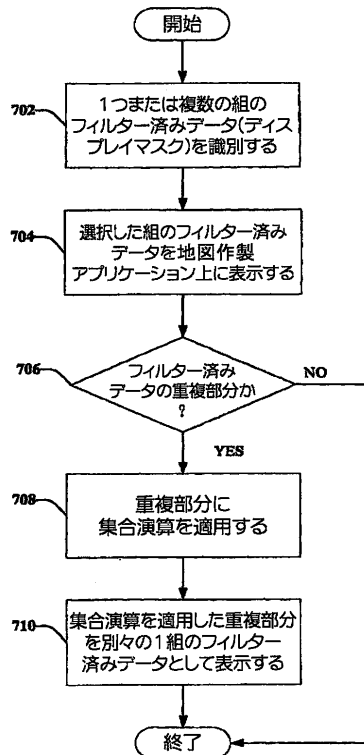 開始
702
1つまたは複数の組の
フィルター済みデータ(ディス
プレイマスク)を識別する
704
選択した組のフィルター済み
データを地図作製
アプリケーション上に表示する
706
フィルター済み
データの重複部分か
?
NO
YES
708
重複部分に
集合演算を適用する
710
集合演算を適用した重複部分
を別々の1組のフィルター
済みデータとして表示する
終了